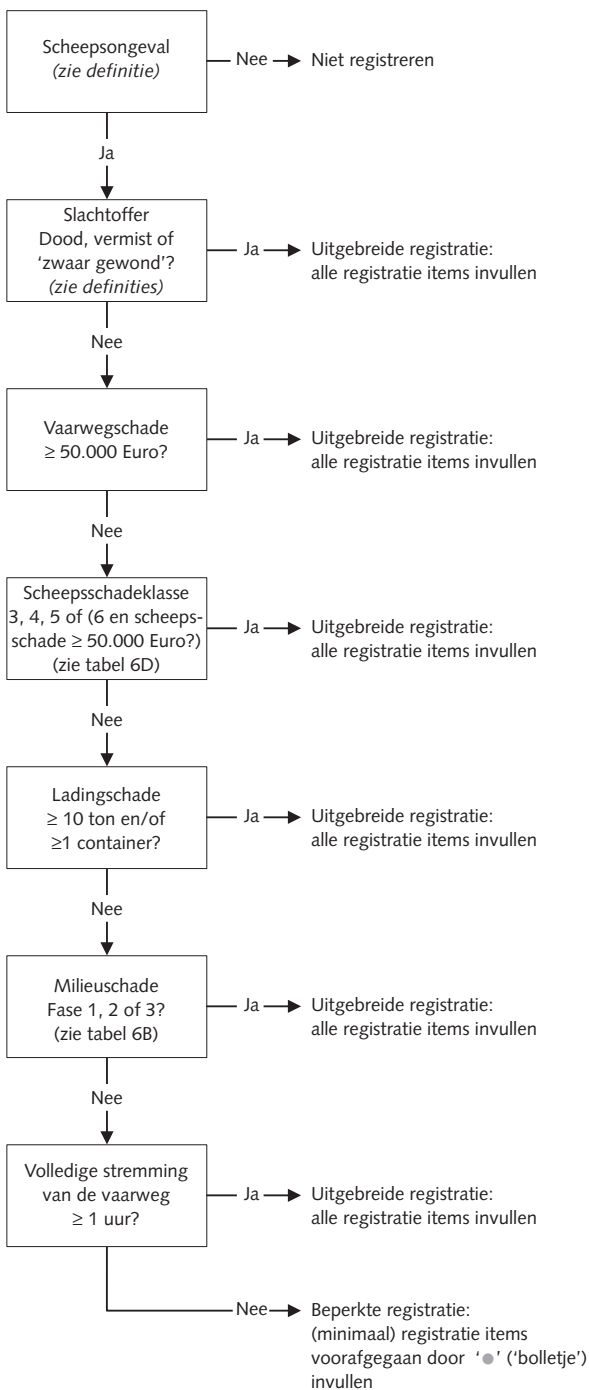 Scheepsongeval
(zie definitie)
Nee
Niet registreren
Ja
Slachtoffer
Dood, vermist of
‘zwaar gewond’?
(zie definities)
Ja
Uitgebreide registratie:
alle registratie items invullen
Nee
Vaarwegschade
≥ 50.000 Euro?
Ja
Uitgebreide registratie:
alle registratie items invullen
Nee
Scheepsschadeklasse
3, 4, 5 of (6 en scheeps-
schade ≥ 50.000 Euro?)
(zie tabel 6D)
Ja
Uitgebreide registratie:
alle registratie items invullen
Nee
Ladingschade
≥ 10 ton en/of
≥1 container?
Ja
Uitgebreide registratie:
alle registratie items invullen
Nee
Milieuschade
Fase 1, 2 of 3?
(zie tabel 6B)
Ja
Uitgebreide registratie:
alle registratie items invullen
Nee
Volledige stremming
van de vaarweg
≥ 1 uur?
Ja
Uitgebreide registratie:
alle registratie items invullen
Nee
Beperkte registratie:
(minimaal) registratie items
voorafgegaan door ‘●’ (‘bolletje’)
invullen